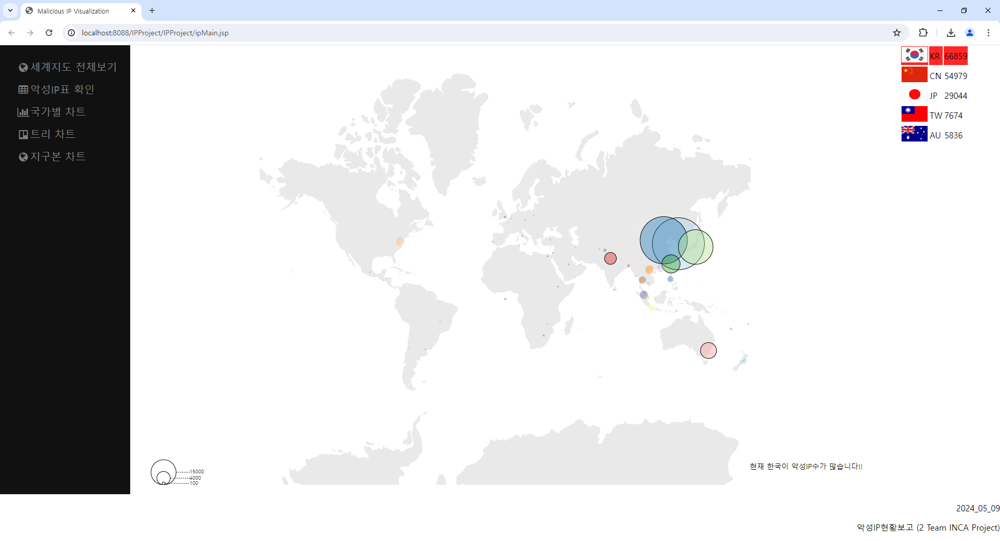 Malicious IP Visualization
localhost:8088/IPProject/IPProject/ipMain.jsp
세계지도 전체보기
악성IP표 확인
국가별 차트
트리 차트
지구본 차트
KR 66859
CN 54979
JP 29044
TW 7674
AU 5836
15000
4000
100
현재 한국이 악성IP수가 많습니다!!
2024_05_09
악성IP현황보고 (2 Team INCA Project)